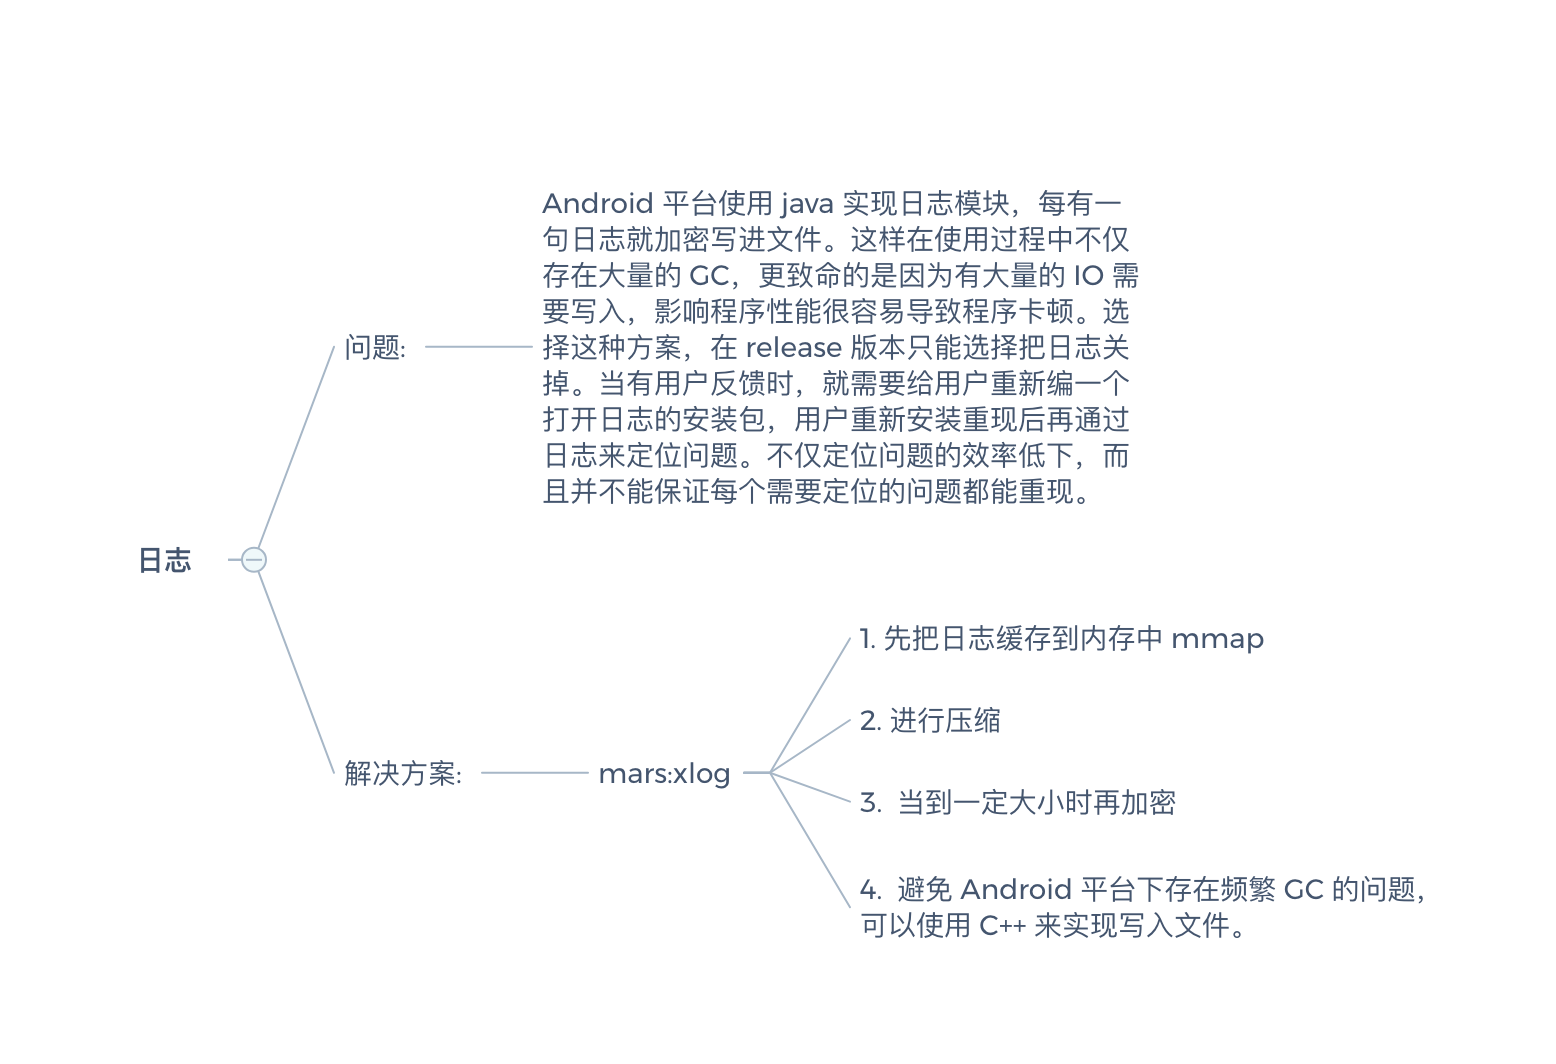 Android 平台使用 java 实现日志模块，每有一
句日志就加密写进文件。这样在使用过程中不仅
存在大量的 GC，更致命的是因为有大量的 IO 需
要写入，影响程序性能很容易导致程序卡顿。选
择这种方案，在 release 版本只能选择把日志关
掉。当有用户反馈时，就需要给用户重新编一个
打开日志的安装包，用户重新安装重现后再通过
日志来定位问题。不仅定位问题的效率低下，而
且并不能保证每个需要定位的问题都能重现。
问题:
日志
解决方案:
mars:xlog
1. 先把日志缓存到内存中 mmap
2. 进行压缩
3.  当到一定大小时再加密
4.  避免 Android 平台下存在频繁 GC 的问题，
可以使用 C++ 来实现写入文件。